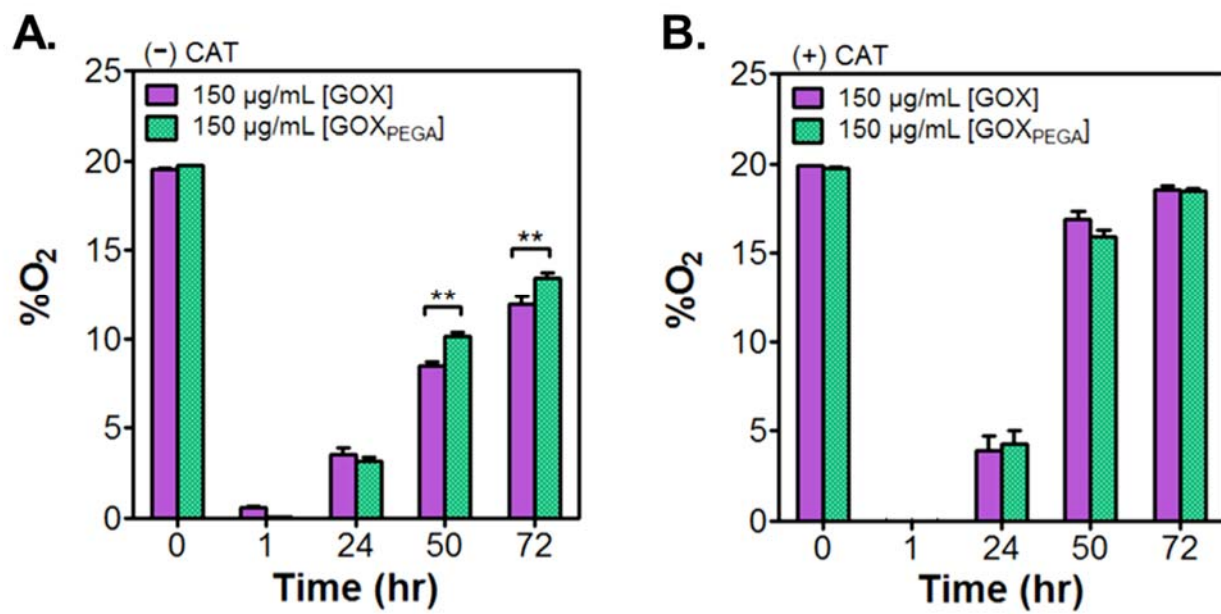 A.
(−) CAT
150 µg/mL [GOX]
150 µg/mL [GOX_PEGA]
%O₂
25
20
15
10
5
0
**
**
0 1 24 50 72
Time (hr)
B.
(+) CAT
150 µg/mL [GOX]
150 µg/mL [GOX_PEGA]
%O₂
25
20
15
10
5
0
0 1 24 50 72
Time (hr)